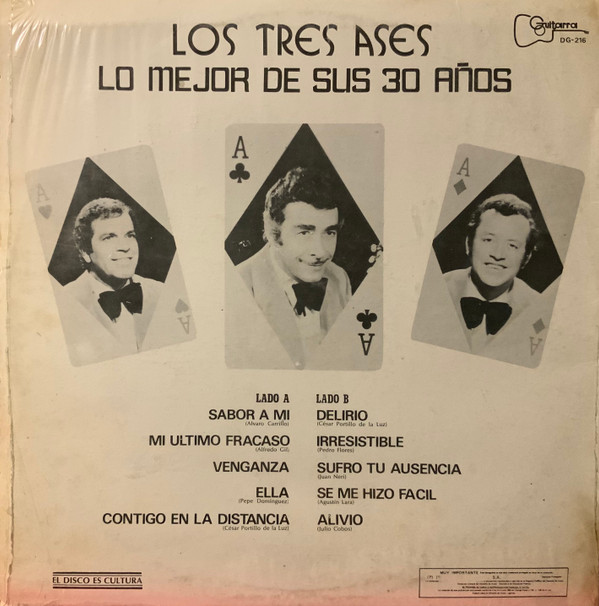 Guitarra
DG-216
LOS TRES ASES
LO MEJOR DE SUS 30 AÑOS
A
A
A
A
A
A
LADO A
SABOR A MI
(Alvaro Carrillo)
MI ULTIMO FRACASO
(Alfredo Gil)
VENGANZA
ELLA
(Pepe Domínguez)
CONTIGO EN LA DISTANCIA
(César Portillo de la Luz)
LADO B
DELIRIO
(César Portillo de la Luz)
IRRESISTIBLE
(Pedro Flores)
SUFRO TU AUSENCIA
(Juan Neri)
SE ME HIZO FACIL
(Agustín Lara)
ALIVIO
(Julio Cobos)
EL DISCO ES CULTURA
MUY IMPORTANTE